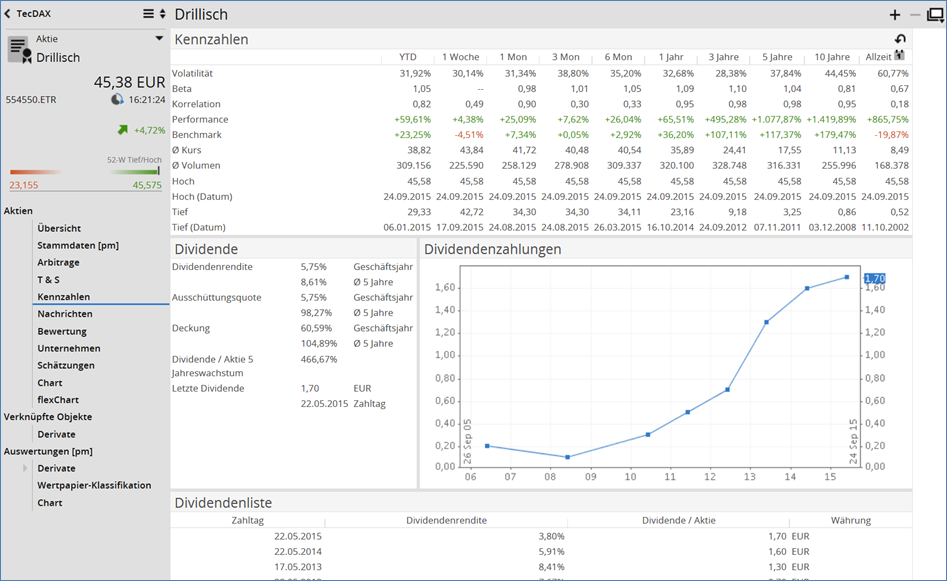 TecDAX
Aktie
Drillisch
45,38 EUR
554550.ETR 16:21:24
+4,72%
52-W Tief/Hoch
23,155 45,575
Aktien
Übersicht
Stammdaten [pm]
Arbitrage
T & S
Kennzahlen
Nachrichten
Bewertung
Unternehmen
Schätzungen
Chart
flexChart
Verknüpfte Objekte
Derivate
Auswertungen [pm]
Derivate
Wertpapier-Klassifikation
Chart
Drillisch
Kennzahlen
YTD 1 Woche 1 Mon 3 Mon 6 Mon 1 Jahr 3 Jahre 5 Jahre 10 Jahre Allzeit
Volatilität 31,92% 30,14% 31,34% 38,80% 35,20% 32,68% 28,38% 37,84% 44,45% 60,77%
Beta 1,05 -- 0,98 1,01 1,05 1,09 1,10 1,04 0,81 0,67
Korrelation 0,82 0,49 0,90 0,30 0,33 0,95 0,98 0,98 0,95 0,18
Performance +59,61% +4,38% +25,09% +7,62% +26,04% +65,51% +495,28% +1.077,87% +1.419,89% +865,75%
Benchmark +23,25% -4,51% +7,34% +0,05% +2,92% +36,20% +107,11% +117,37% +179,47% -19,87%
Ø Kurs 38,82 43,84 41,72 40,48 40,54 35,89 24,41 17,55 11,13 8,49
Ø Volumen 309.156 225.590 258.129 278.908 309.337 320.100 328.748 316.331 255.996 168.378
Hoch 45,58 45,58 45,58 45,58 45,58 45,58 45,58 45,58 45,58 45,58
Hoch (Datum) 24.09.2015 24.09.2015 24.09.2015 24.09.2015 24.09.2015 24.09.2015 24.09.2015 24.09.2015 24.09.2015 24.09.2015
Tief 29,33 42,72 34,30 34,30 34,11 23,16 9,18 3,25 0,86 0,52
Tief (Datum) 06.01.2015 17.09.2015 24.08.2015 24.08.2015 26.03.2015 16.10.2014 24.09.2012 07.11.2011 03.12.2008 11.10.2002
Dividende
Dividendenrendite 5,75% Geschäftsjahr
8,61% Ø 5 Jahre
Ausschüttungsquote 5,75% Geschäftsjahr
98,27% Ø 5 Jahre
Deckung 60,59% Geschäftsjahr
104,89% Ø 5 Jahre
Dividende / Aktie 5 466,67%
Jahreswachstum
Letzte Dividende 1,70 EUR
22.05.2015 Zahltag
Dividendenzahlungen
1,70
1,60 1,60
1,40 1,40
1,20 1,20
1,00 1,00
0,80 0,80
0,60 0,60
0,40 0,40
0,20 0,20
0,00 0,00
26 Sep 05 24 Sep 15
06 07 08 09 10 11 12 13 14 15
Dividendenliste
Zahltag Dividendenrendite Dividende / Aktie Währung
22.05.2015 3,80% 1,70 EUR
22.05.2014 5,91% 1,60 EUR
17.05.2013 8,41% 1,30 EUR